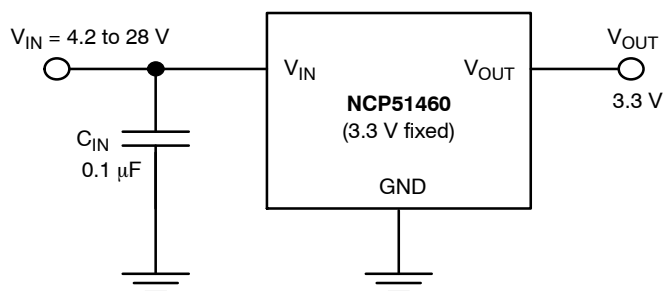 V_IN = 4.2 to 28 V
V_OUT
V_IN
V_OUT
3.3 V
NCP51460
(3.3 V fixed)
C_IN
0.1 μF
GND